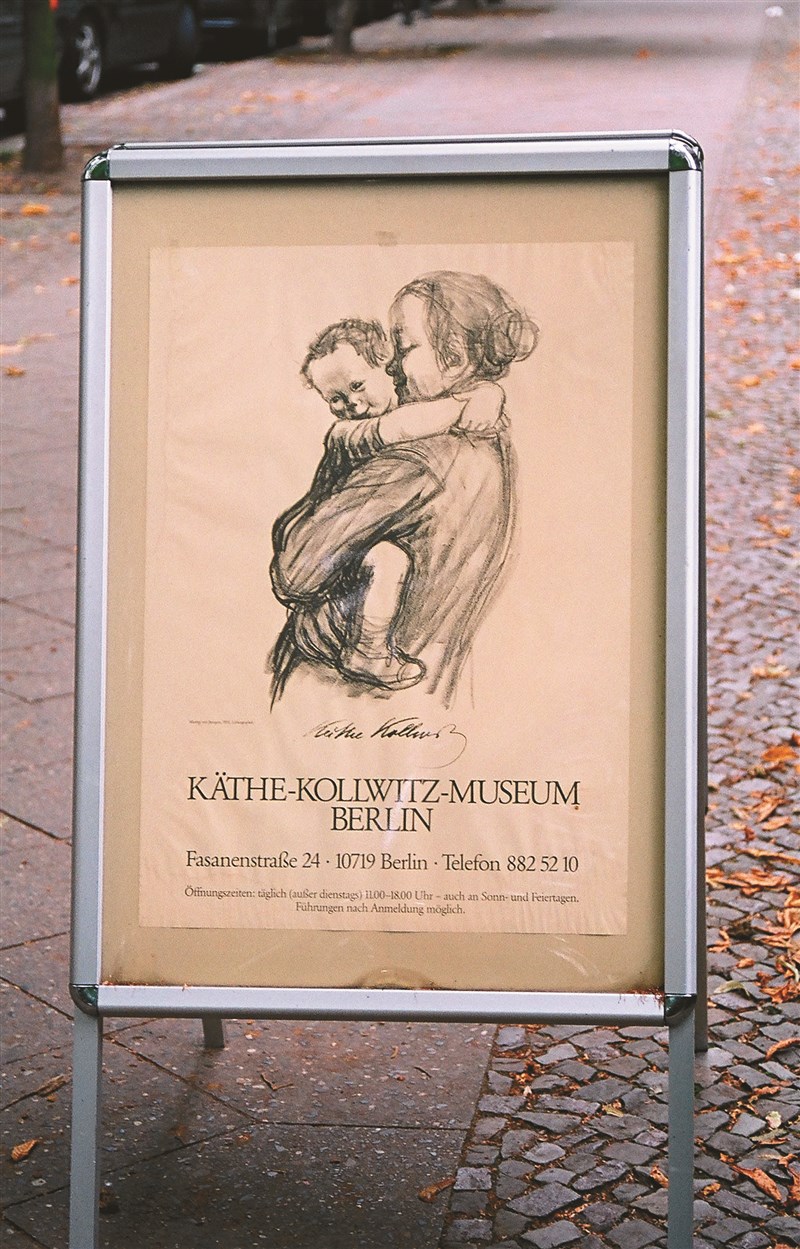 Käthe Kollwitz
KÄTHE-KOLLWITZ-MUSEUM
BERLIN
Fasanenstraße 24 · 10719 Berlin · Telefon 882 52 10
Öffnungszeiten: täglich (außer dienstags) 11.00–18.00 Uhr – auch an Sonn- und Feiertagen.
Führungen nach Anmeldung möglich.